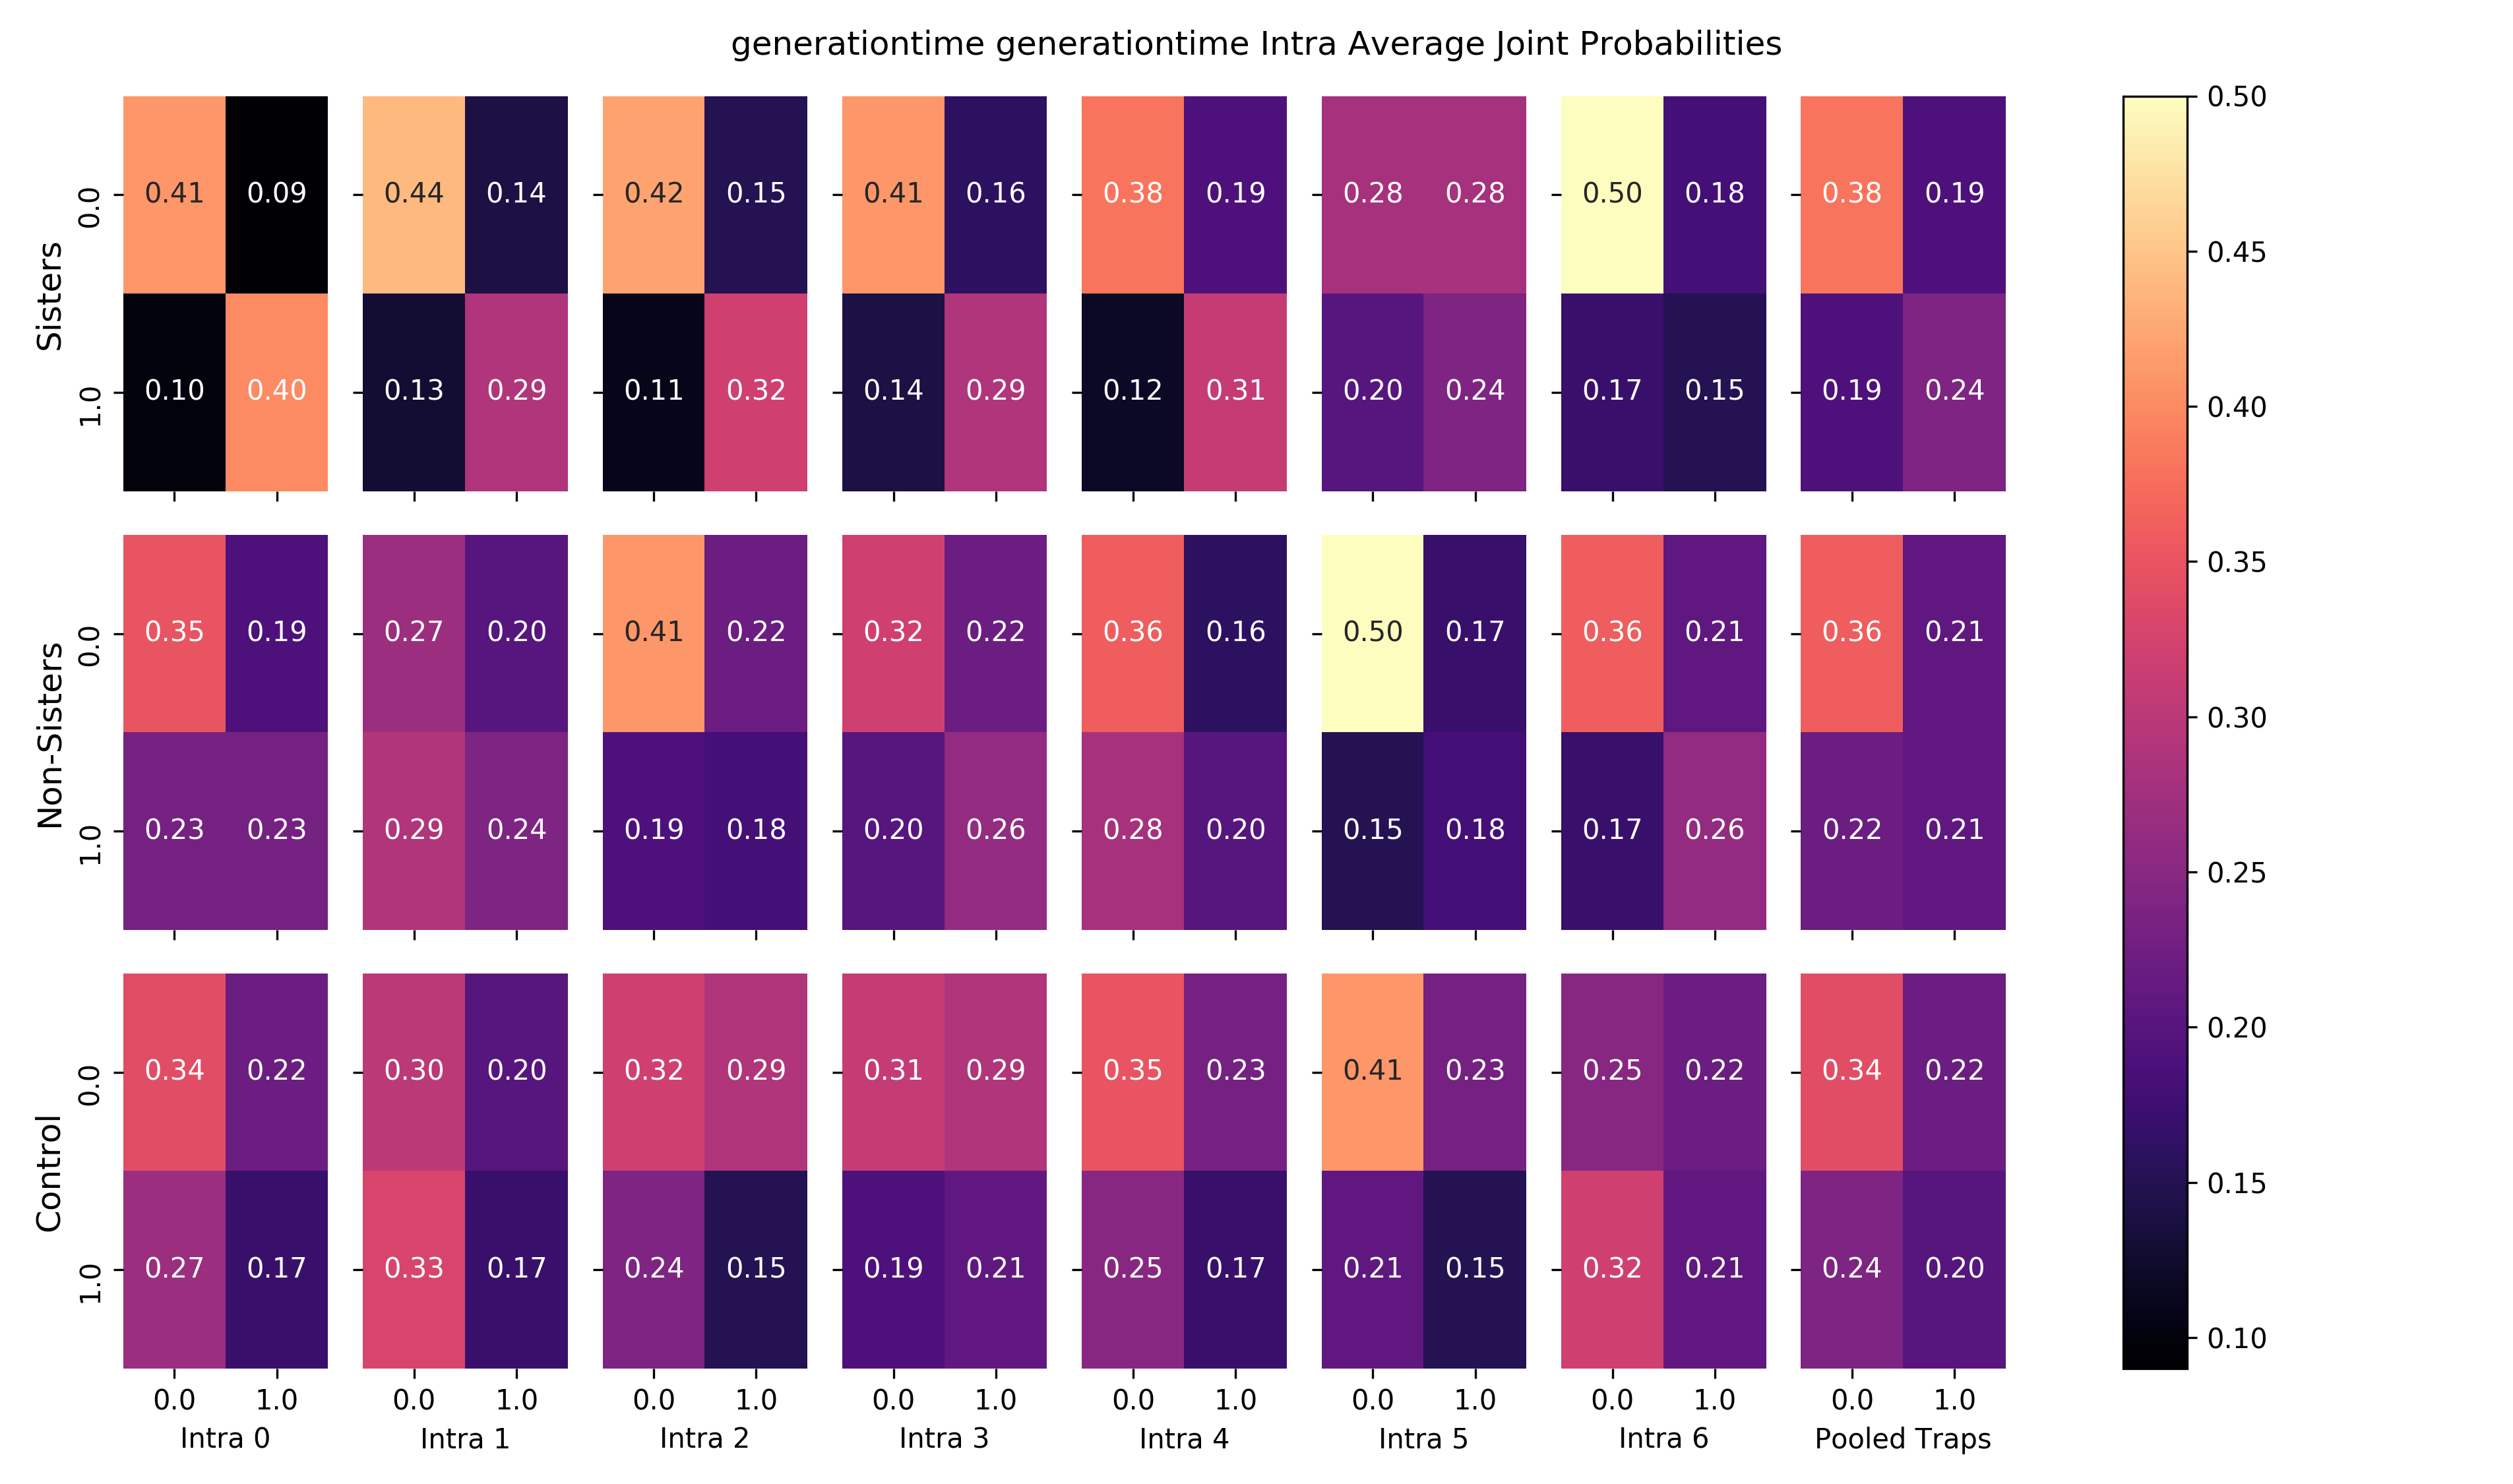 generationtime generationtime Intra Average Joint Probabilities
Sisters
0.0
0.41 0.09 0.44 0.14 0.42 0.15 0.41 0.16 0.38 0.19 0.28 0.28 0.50 0.18 0.38 0.19
1.0
0.10 0.40 0.13 0.29 0.11 0.32 0.14 0.29 0.12 0.31 0.20 0.24 0.17 0.15 0.19 0.24
Non-Sisters
0.0
0.35 0.19 0.27 0.20 0.41 0.22 0.32 0.22 0.36 0.16 0.50 0.17 0.36 0.21 0.36 0.21
1.0
0.23 0.23 0.29 0.24 0.19 0.18 0.20 0.26 0.28 0.20 0.15 0.18 0.17 0.26 0.22 0.21
Control
0.0
0.34 0.22 0.30 0.20 0.32 0.29 0.31 0.29 0.35 0.23 0.41 0.23 0.25 0.22 0.34 0.22
1.0
0.27 0.17 0.33 0.17 0.24 0.15 0.19 0.21 0.25 0.17 0.21 0.15 0.32 0.21 0.24 0.20
0.0 1.0 0.0 1.0 0.0 1.0 0.0 1.0 0.0 1.0 0.0 1.0 0.0 1.0 0.0 1.0
Intra 0 Intra 1 Intra 2 Intra 3 Intra 4 Intra 5 Intra 6 Pooled Traps
0.50
0.45
0.40
0.35
0.30
0.25
0.20
0.15
0.10